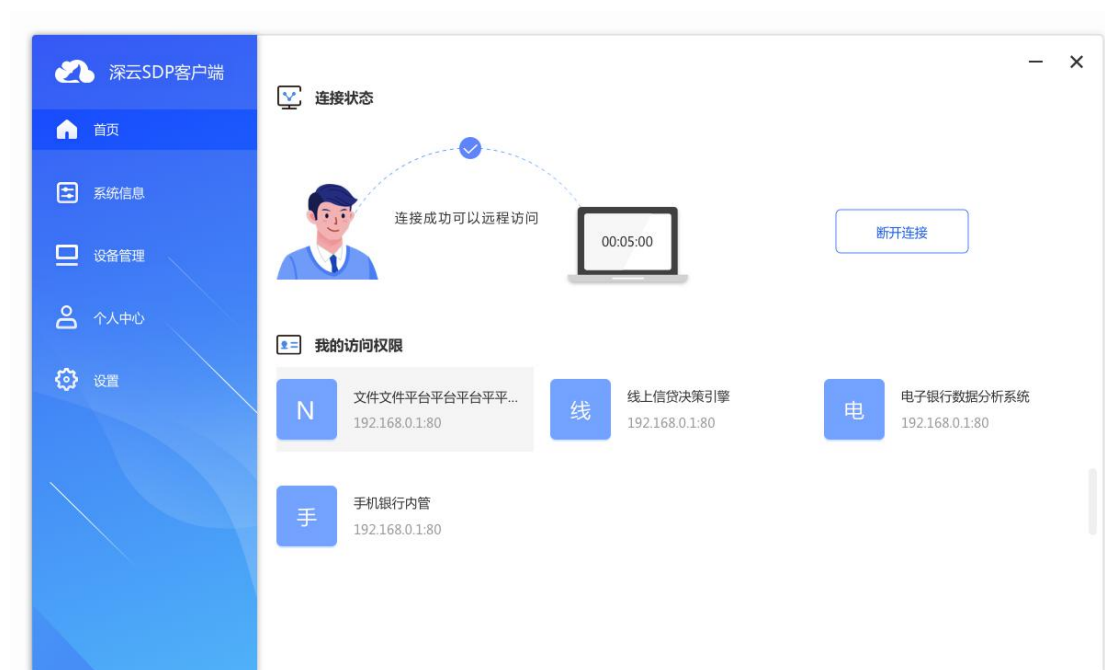 深云SDP客户端
首页
系统信息
设备管理
个人中心
设置
连接状态
连接成功可以远程访问
00:05:00
断开连接
我的访问权限
N
文件文件平台平台平台平平...
192.168.0.1:80
线
线上信贷决策引擎
192.168.0.1:80
电
电子银行数据分析系统
192.168.0.1:80
手
手机银行内管
192.168.0.1:80